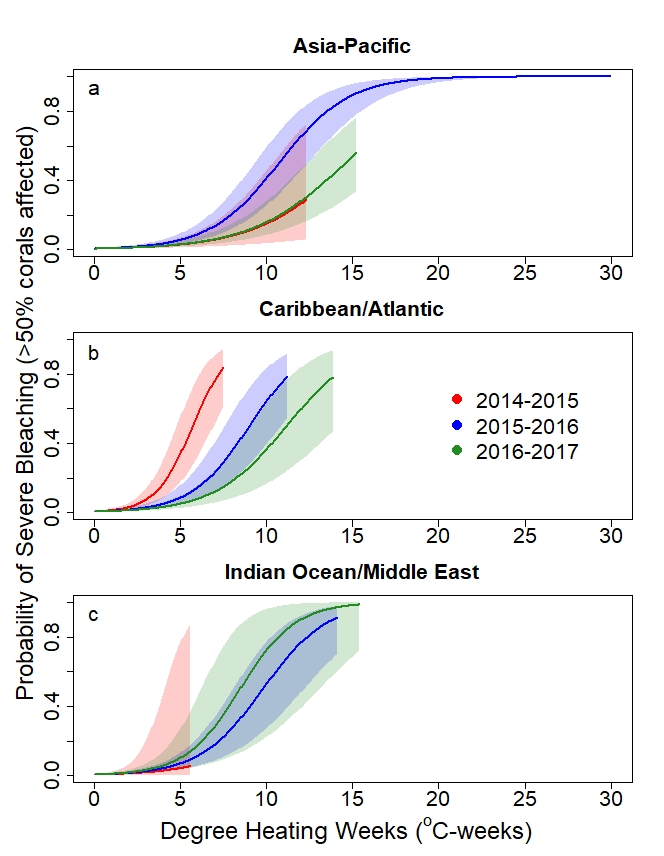 Asia-Pacific
a
0.8
0.4
0.0
0 5 10 15 20 25 30
Caribbean/Atlantic
b
0.8
0.4
0.0
2014-2015
2015-2016
2016-2017
0 5 10 15 20 25 30
Indian Ocean/Middle East
c
0.8
0.4
0.0
0 5 10 15 20 25 30
Probability of Severe Bleaching (>50% corals affected)
Degree Heating Weeks (°C-weeks)